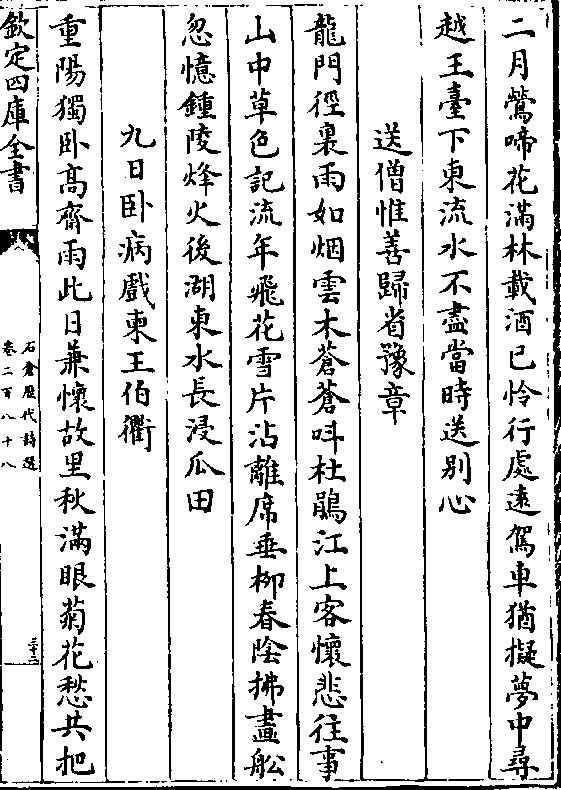 二月鶯啼花滿林載酒已怜行處遠駕車猶擬夢中尋
越王臺下東流水不盡當時送别心
送僧惟善歸省豫章
龍門徑裏雨如烟雲木蒼蒼呌杜鵑江上客懷悲往事
山中草色記流年飛花雪片沾離席垂柳春陰拂畫船
忽憶鍾陵烽火後湖東水長浸瓜田
九日卧病戲柬王伯衢
重陽獨卧髙齋雨此日兼懷故里秋滿眼菊花愁共把
欽定四庫全書
石倉歷代詩選
卷二百八十八
三十三